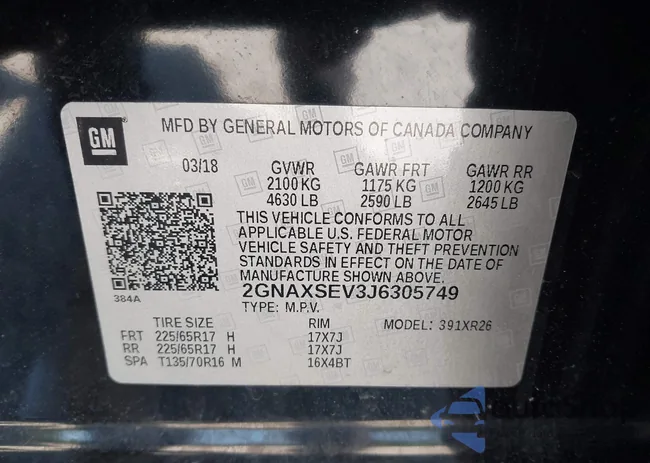 GM
MFD BY GENERAL MOTORS OF CANADA COMPANY
03/18 GVWR GAWR FRT GAWR RR
2100 KG 1175 KG 1200 KG
4630 LB 2590 LB 2645 LB
THIS VEHICLE CONFORMS TO ALL
APPLICABLE U.S. FEDERAL MOTOR
VEHICLE SAFETY AND THEFT PREVENTION
STANDARDS IN EFFECT ON THE DATE OF
MANUFACTURE SHOWN ABOVE.
384A
2GNAXSEV3J6305749
TYPE: M.P.V.
TIRE SIZE RIM MODEL: 391XR26
FRT 225/65R17 H 17X7J
RR 225/65R17 H 17X7J
SPA T135/70R16 M 16X4BT